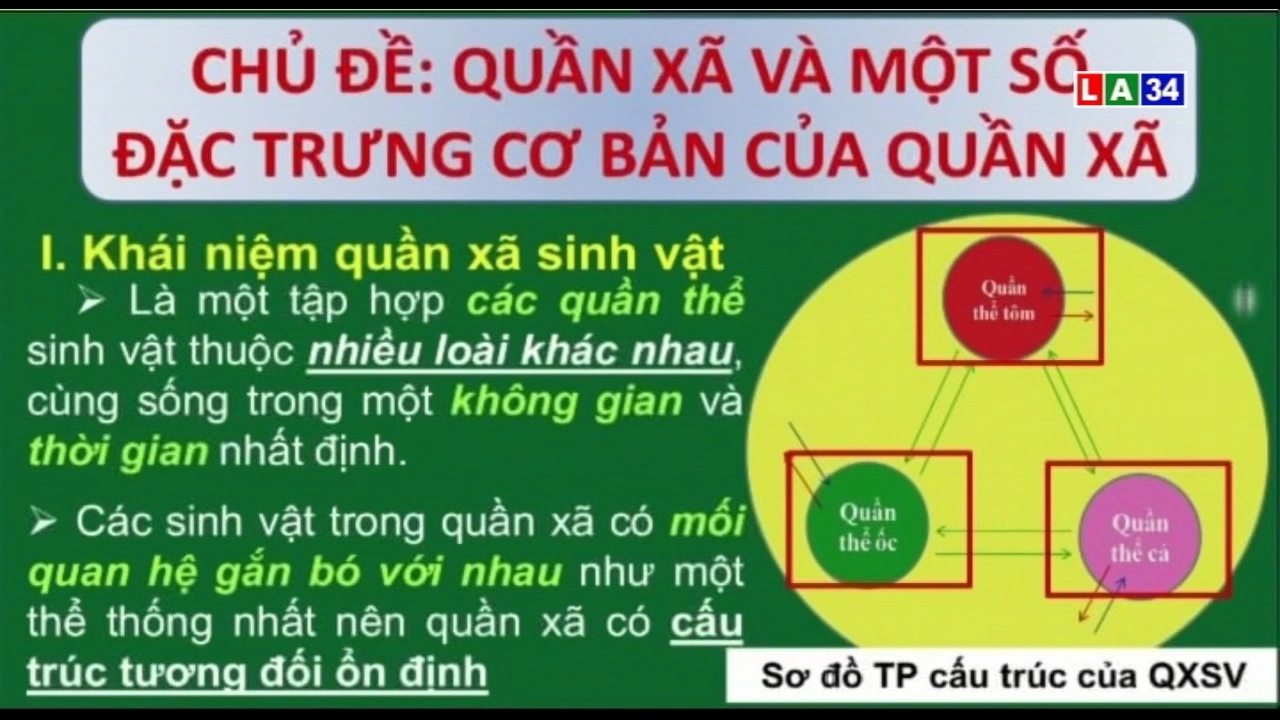 CHỦ ĐỀ: QUẦN XÃ VÀ MỘT SỐ
LA34
ĐẶC TRƯNG CƠ BẢN CỦA QUẦN XÃ
I. Khái niệm quần xã sinh vật
➢ Là một tập hợp các quần thể
sinh vật thuộc nhiều loài khác nhau,
cùng sống trong một không gian và
thời gian nhất định.
➢ Các sinh vật trong quần xã có mối
quan hệ gắn bó với nhau như một
thể thống nhất nên quần xã có cấu
trúc tương đối ổn định
Quần
thể tôm
Quần
thể ốc
Quần
thể cá
Sơ đồ TP cấu trúc của QXSV